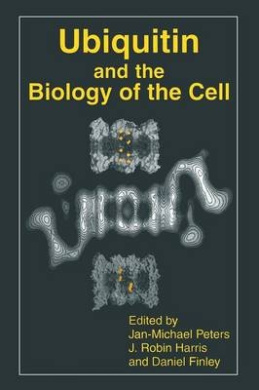 Ubiquitin
and the
Biology of the Cell
Edited by
Jan-Michael Peters
J. Robin Harris
and Daniel Finley